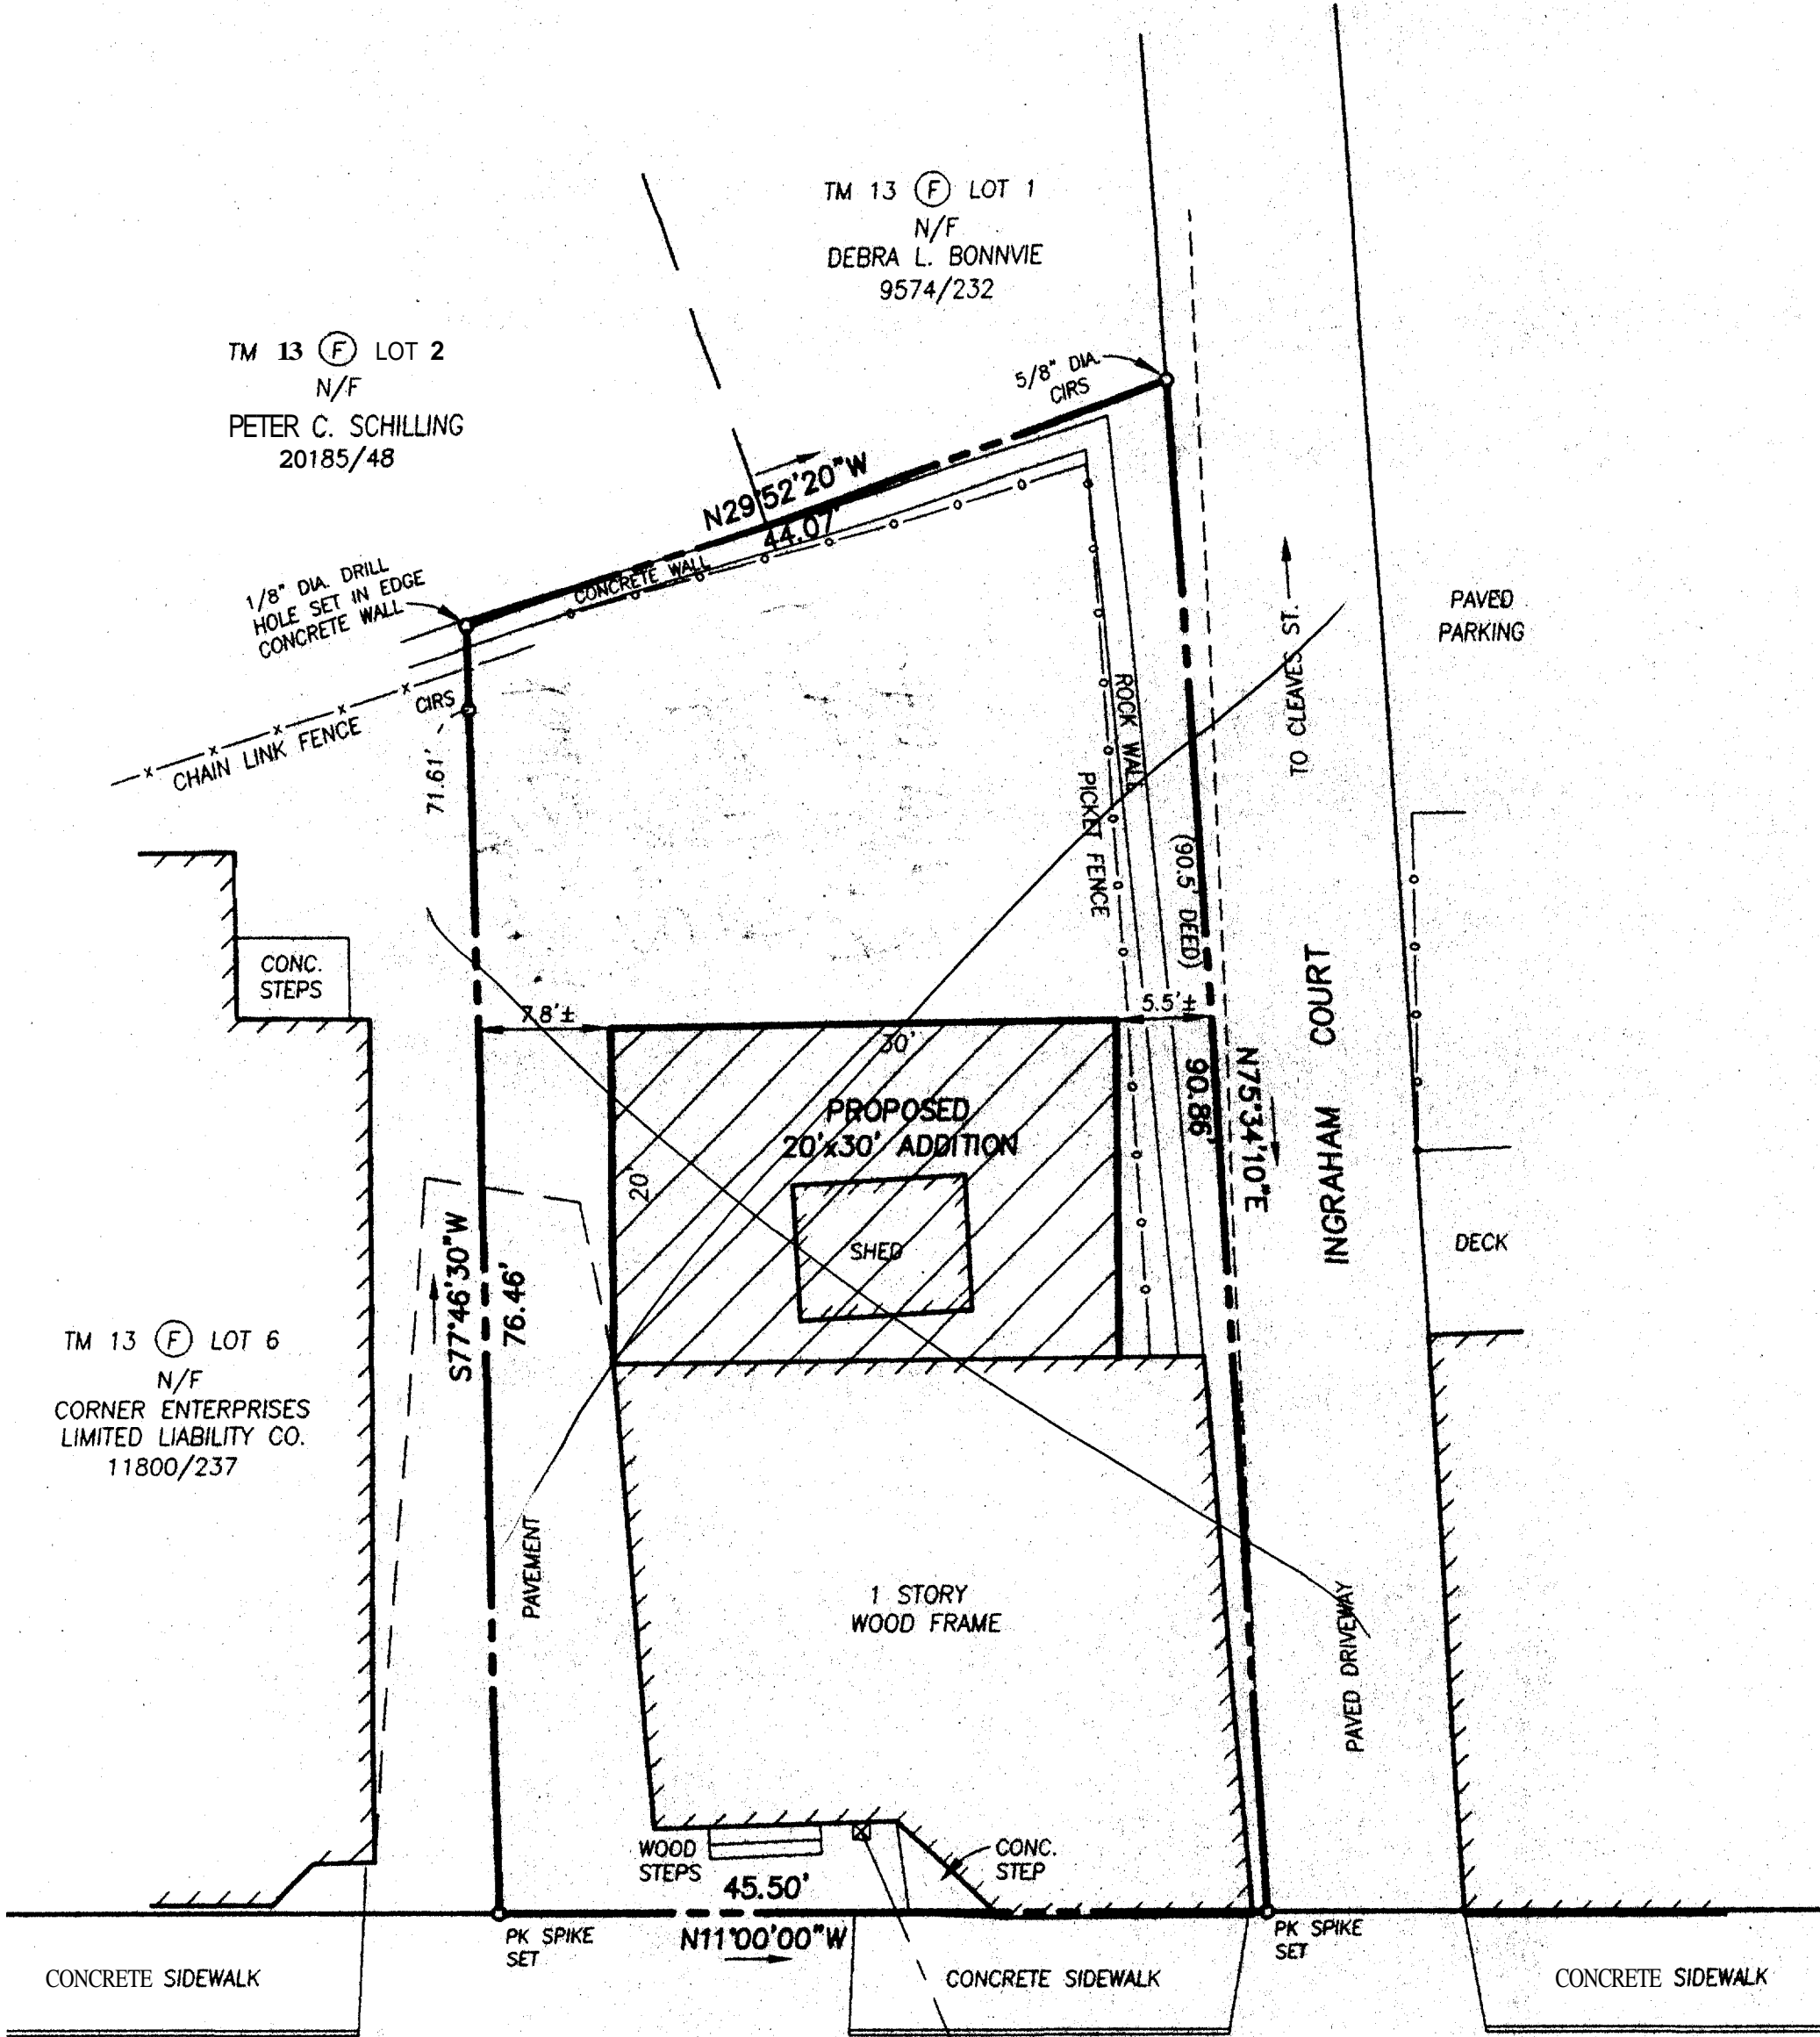 TM 13 F LOT 1
N/F
DEBRA L. BONNVIE
9574/232
TM 13 F LOT 2
N/F
PETER C. SCHILLING
20185/48
5/8" DIA.
CIRS
N29°52'20"W
44.07'
CONCRETE WALL
1/8" DIA. DRILL
HOLE SET IN EDGE
CONCRETE WALL
CIRS
CHAIN LINK FENCE
71.61'
ROCK WALL
PICKET FENCE
(90.5' DEED)
TO CLEAVES ST.
PAVED
PARKING
CONC.
STEPS
7.8'±
30'
5.5'±
PROPOSED
20'x30' ADDITION
20'
SHED
90.86'
N75°34'10"E
INGRAHAM COURT
DECK
S77°46'30"W
76.46'
TM 13 F LOT 6
N/F
CORNER ENTERPRISES
LIMITED LIABILITY CO.
11800/237
PAVEMENT
1 STORY
WOOD FRAME
PAVED DRIVEWAY
WOOD
STEPS
CONC.
STEP
45.50'
N11°00'00"W
PK SPIKE
SET
PK SPIKE
SET
CONCRETE SIDEWALK
CONCRETE SIDEWALK
CONCRETE SIDEWALK